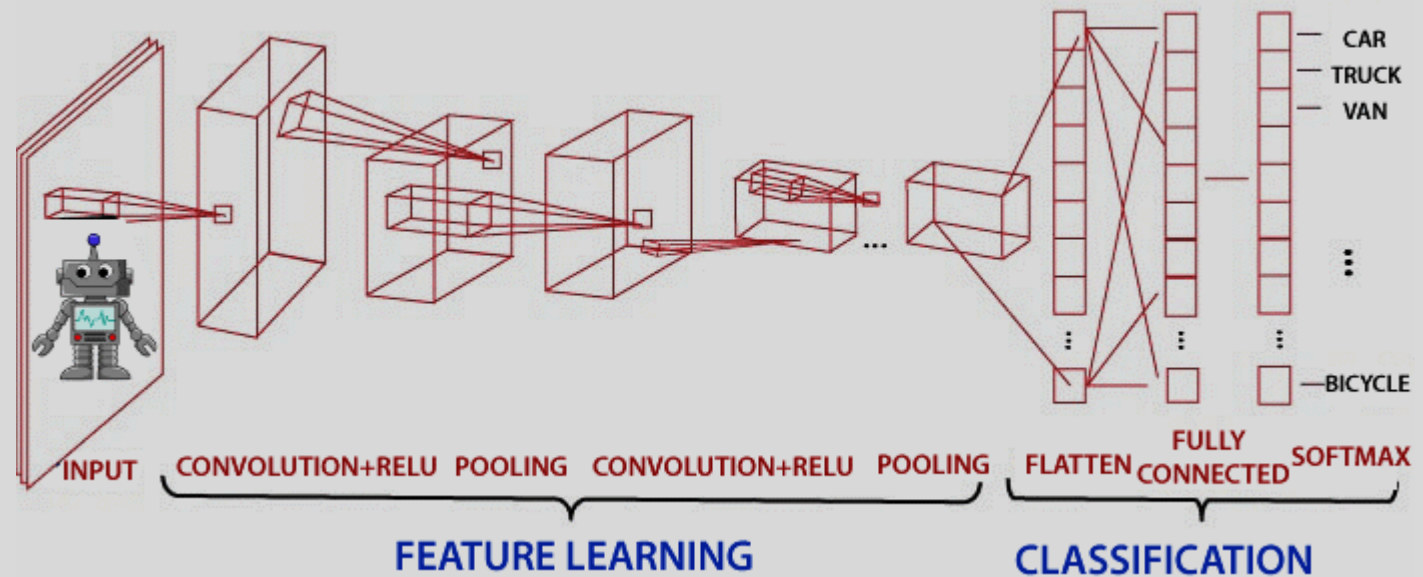 CAR
TRUCK
VAN
BICYCLE
INPUT
CONVOLUTION+RELU
POOLING
CONVOLUTION+RELU
POOLING
FLATTEN
FULLY
CONNECTED
SOFTMAX
FEATURE LEARNING
CLASSIFICATION